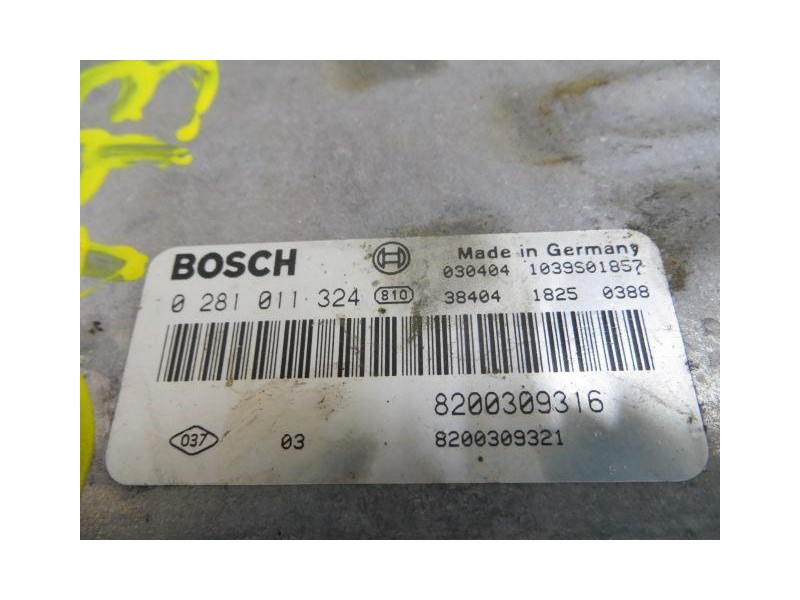 BOSCH
Made in Germany
030404 1039S01857
0 281 011 324 810
38404 1825 0388
8200309316
037 03 8200309321